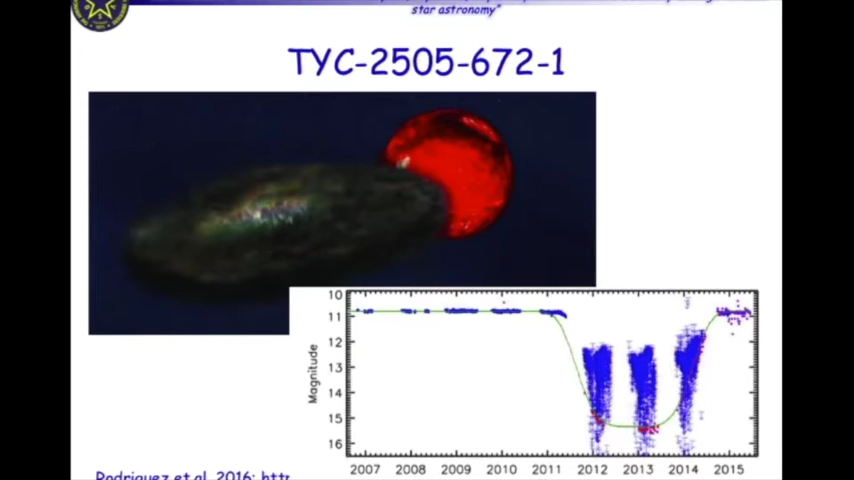 star astronomy"
TYC-2505-672-1
10
11
12
13
14
15
16
Magnitude
2007 2008 2009 2010 2011 2012 2013 2014 2015
Rodriguez et al. 2016: